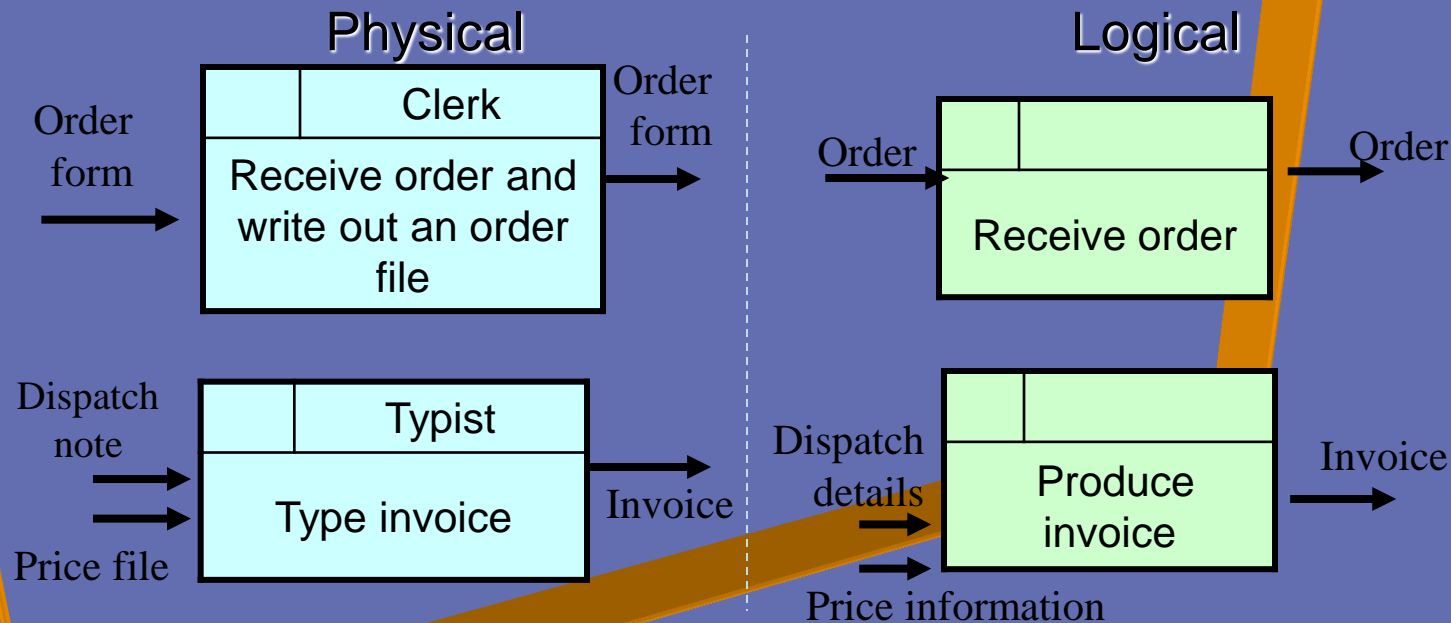 Physical
Order
form
Clerk
Receive order and
write out an order
file
Order
form
Dispatch
note
Price file
Typist
Type invoice
Invoice
Logical
Order
Receive order
Order
Dispatch
details
Price information
Produce
invoice
Invoice